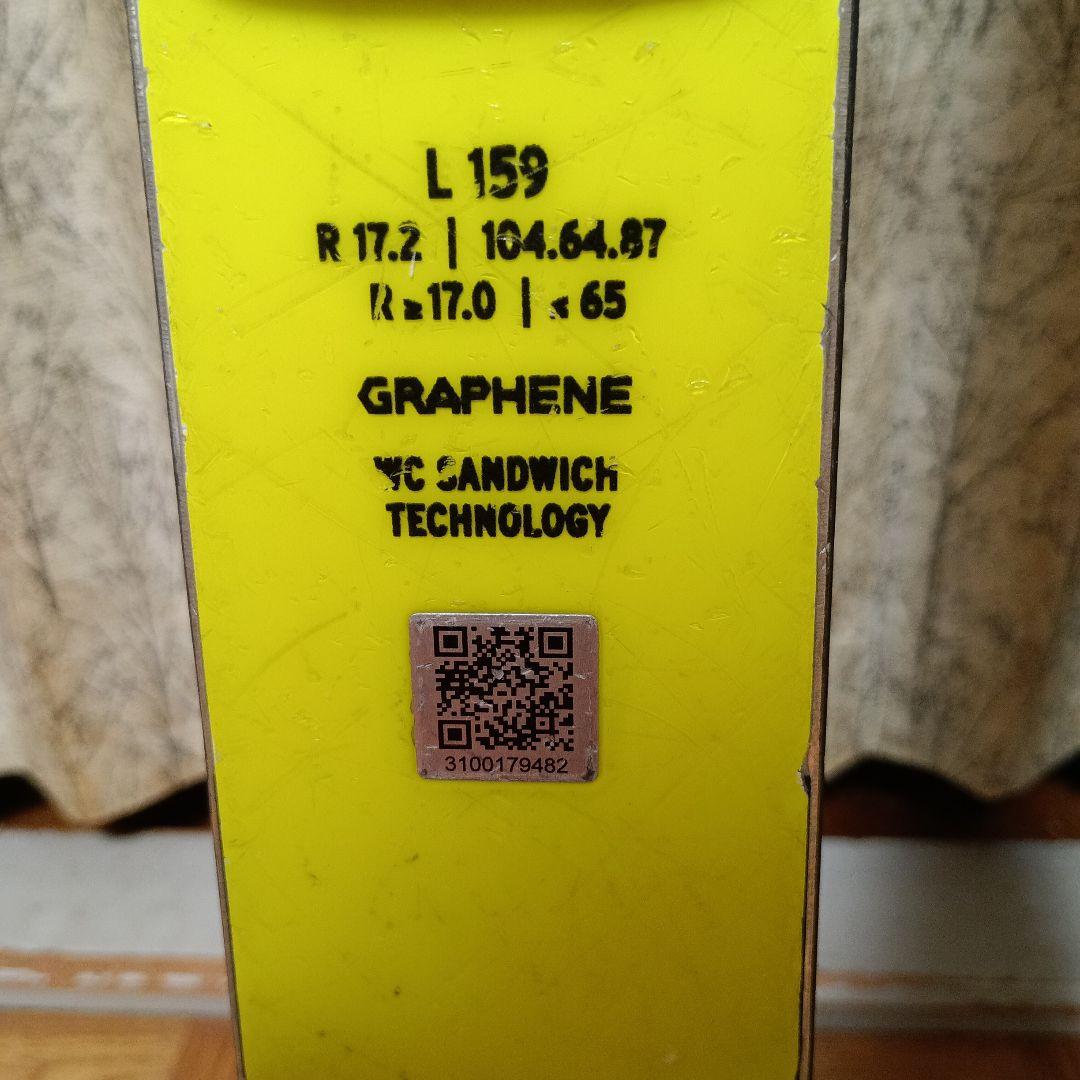 L 159
R 17.2 | 104.64.87
R ≥ 17.0 | ≤ 65
GRAPHENE
WC SANDWICH
TECHNOLOGY
3100179482